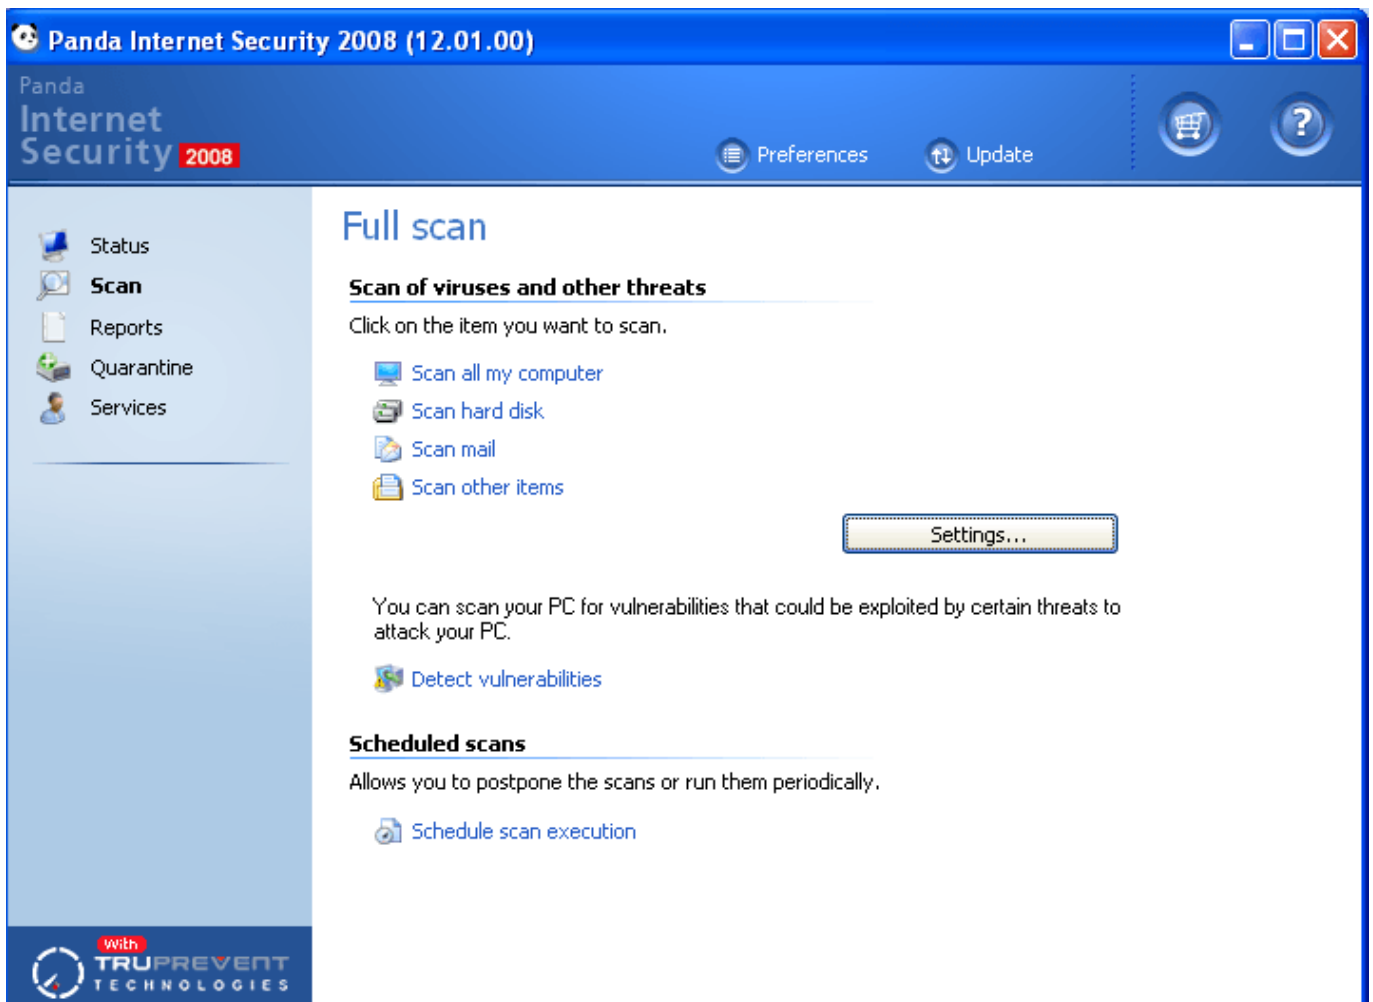 Panda Internet Security 2008 (12.01.00)
Panda
Internet
Security 2008
Preferences
Update
?
Status
Scan
Reports
Quarantine
Services
Full scan
Scan of viruses and other threats
Click on the item you want to scan.
Scan all my computer
Scan hard disk
Scan mail
Scan other items
Settings...
You can scan your PC for vulnerabilities that could be exploited by certain threats to
attack your PC.
Detect vulnerabilities
Scheduled scans
Allows you to postpone the scans or run them periodically.
Schedule scan execution
With
TRUPREVENT
TECHNOLOGIES